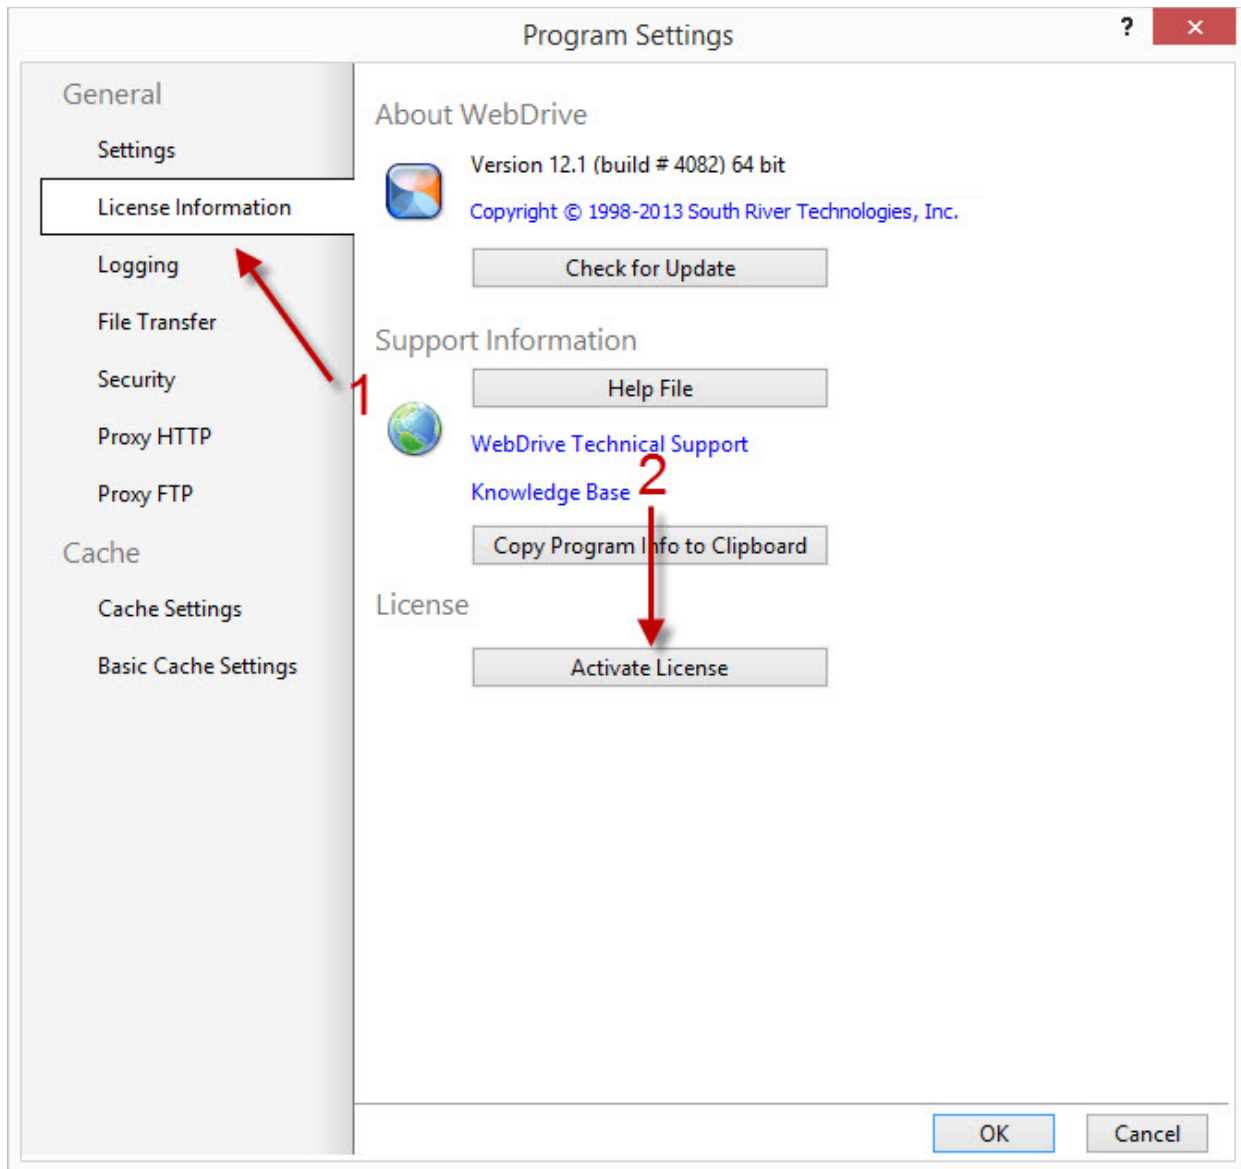 Program Settings
?
General
Settings
License Information
Logging
File Transfer
Security
Proxy HTTP
Proxy FTP
Cache
Cache Settings
Basic Cache Settings
1
About WebDrive
Version 12.1 (build # 4082) 64 bit
Copyright © 1998-2013 South River Technologies, Inc.
Check for Update
Support Information
Help File
WebDrive Technical Support
Knowledge Base
2
Copy Program Info to Clipboard
License
Activate License
OK
Cancel